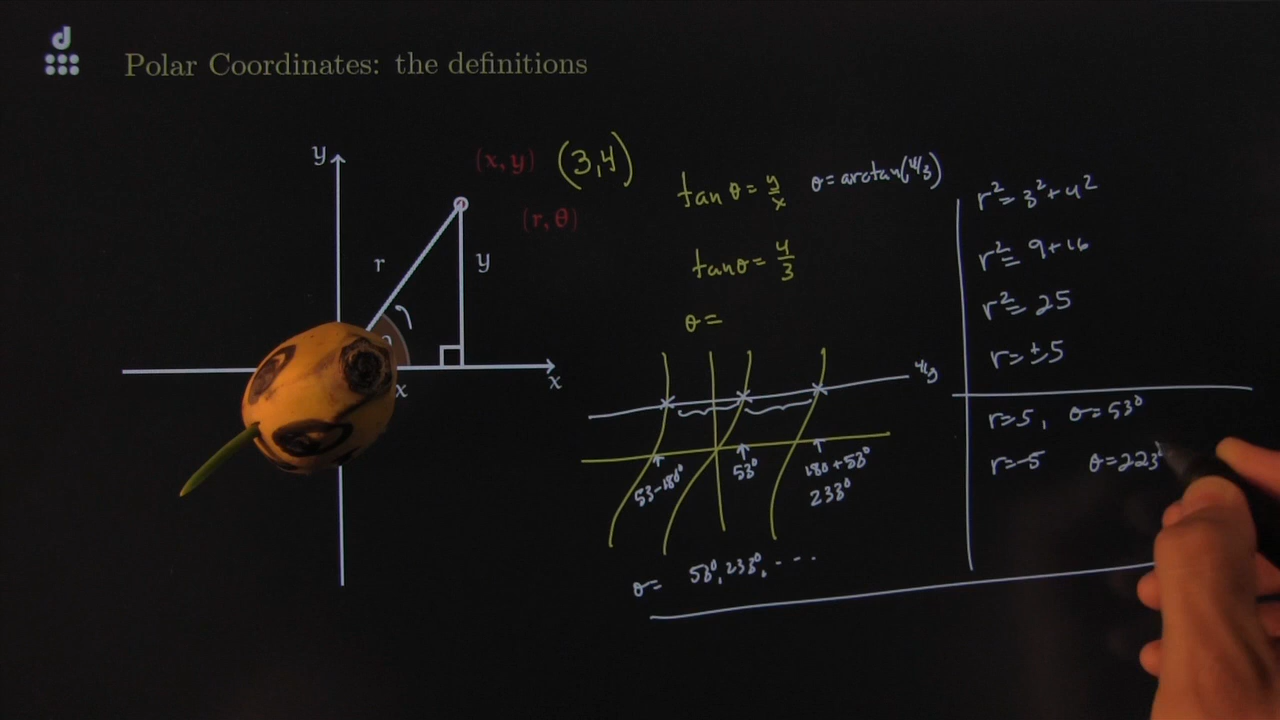 d
Polar Coordinates: the definitions
y
(x, y) (3,4)
(r, θ)
r
y
x
x
tan θ = y/x
θ = arctan(4/3)
tan θ = 4/3
θ =
4/3
53-180°
53°
180 + 53°
233°
θ = 53°, 233°, ...
r² = 3² + 4²
r² = 9 + 16
r² = 25
r = ±5
r = 5, θ = 53°
r = -5 θ = 223°